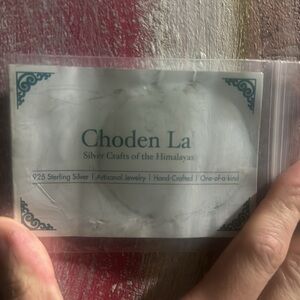 Choden La
Silver Crafts of the Himalayas
925 Sterling Silver | Artisanal Jewelry | Hand-Crafted | One-of-a-kind